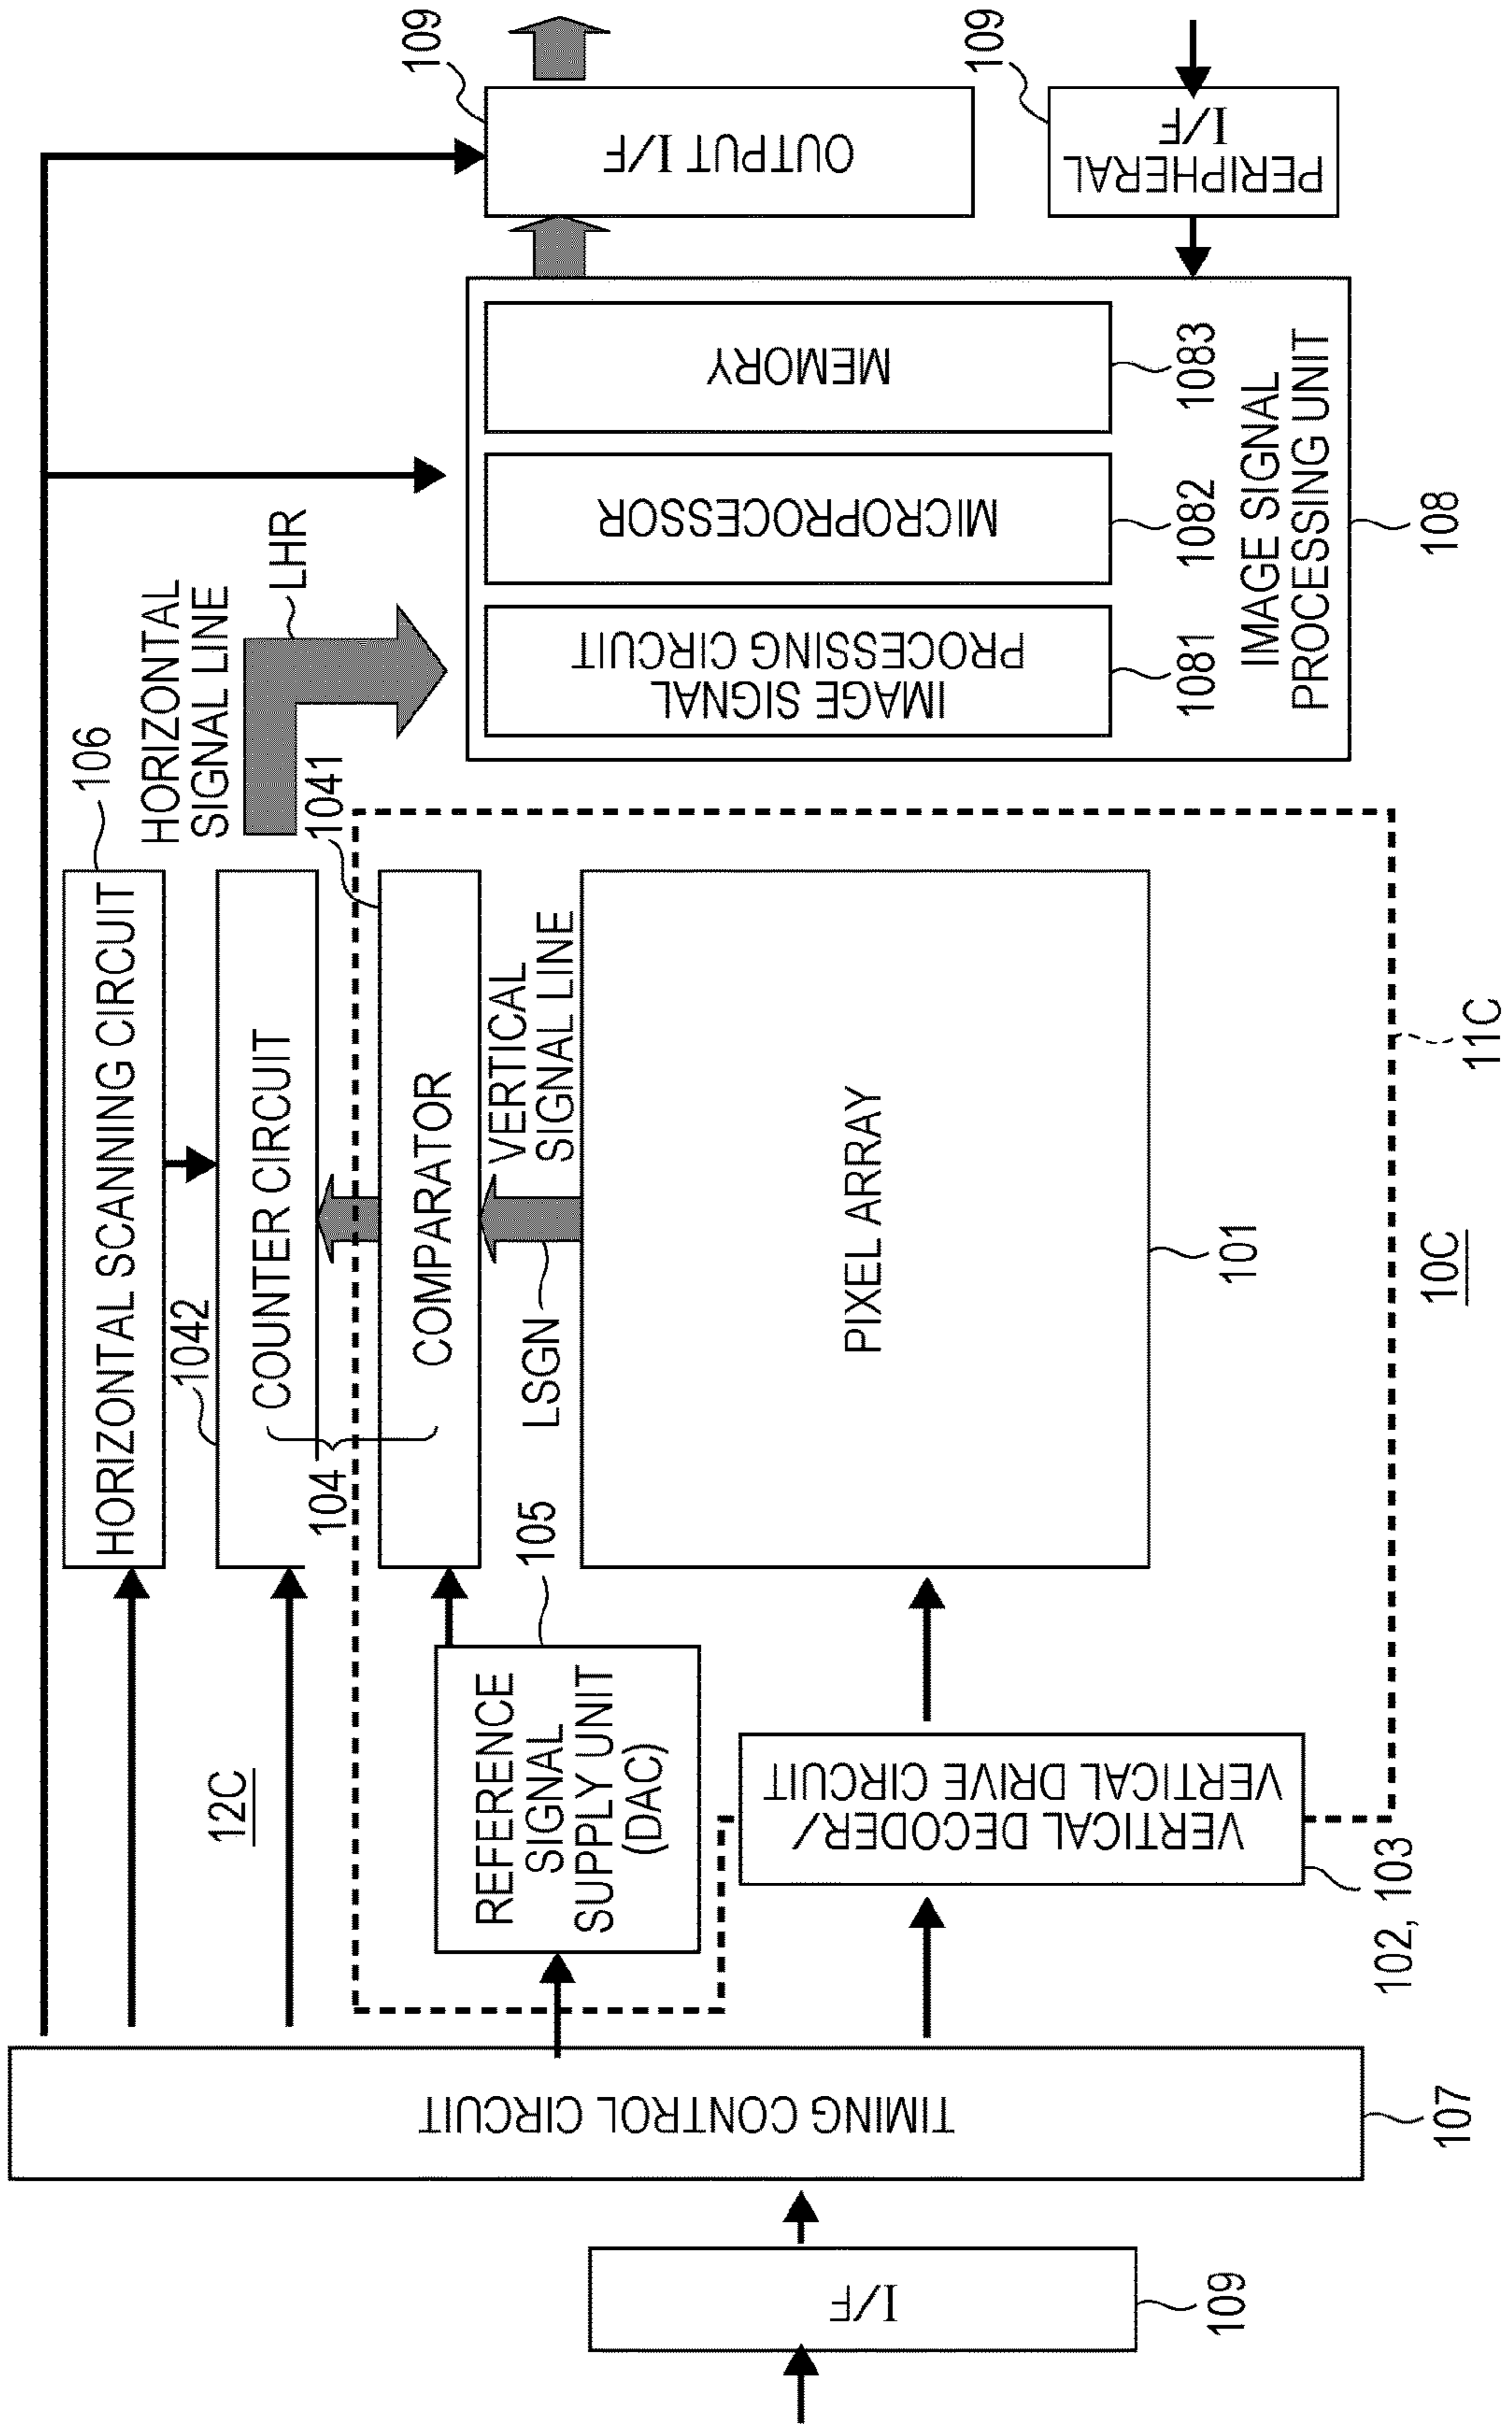 109
OUTPUT I/F
109
PERIPHERAL
I/F
MEMORY
1083
MICROPROCESSOR
1082
IMAGE SIGNAL
PROCESSING CIRCUIT
1081
IMAGE SIGNAL
PROCESSING UNIT
108
HORIZONTAL
SIGNAL LINE
LHR
106
HORIZONTAL SCANNING CIRCUIT
1042
COUNTER CIRCUIT
104
1041
COMPARATOR
VERTICAL
SIGNAL LINE
LSGN
PIXEL ARRAY
101
11C
10C
12C
105
REFERENCE
SIGNAL
SUPPLY UNIT
(DAC)
VERTICAL DECODER/
VERTICAL DRIVE CIRCUIT
102, 103
TIMING CONTROL CIRCUIT
107
I/F
109